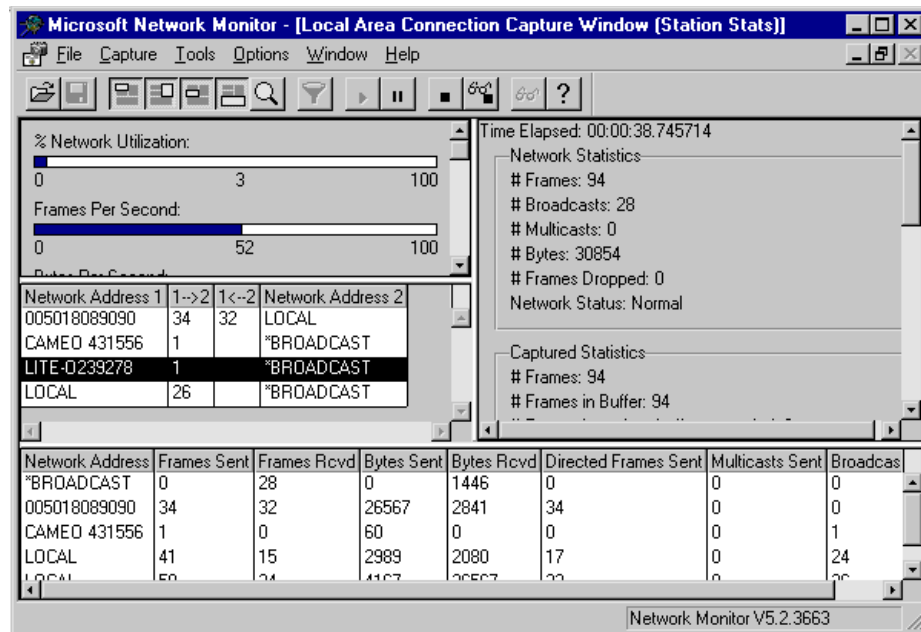 Microsoft Network Monitor - [Local Area Connection Capture Window (Station Stats)]
File Capture Tools Options Window Help
% Network Utilization:
0 3 100
Frames Per Second:
0 52 100
Time Elapsed: 00:00:38.745714
Network Statistics
# Frames: 94
# Broadcasts: 28
# Multicasts: 0
# Bytes: 30854
# Frames Dropped: 0
Network Status: Normal
Captured Statistics
# Frames: 94
# Frames in Buffer: 94
Network Address 1 1-->2 1<--2 Network Address 2
005018089090 34 32 LOCAL
CAMEO 431556 1 *BROADCAST
LITE-O239278 1 *BROADCAST
LOCAL 26 *BROADCAST
Network Address Frames Sent Frames Rcvd Bytes Sent Bytes Rcvd Directed Frames Sent Multicasts Sent Broadcas
*BROADCAST 0 28 0 1446 0 0 0
005018089090 34 32 26567 2841 34 0 0
CAMEO 431556 1 0 60 0 0 0 1
LOCAL 41 15 2989 2080 17 0 24
Network Monitor V5.2.3663